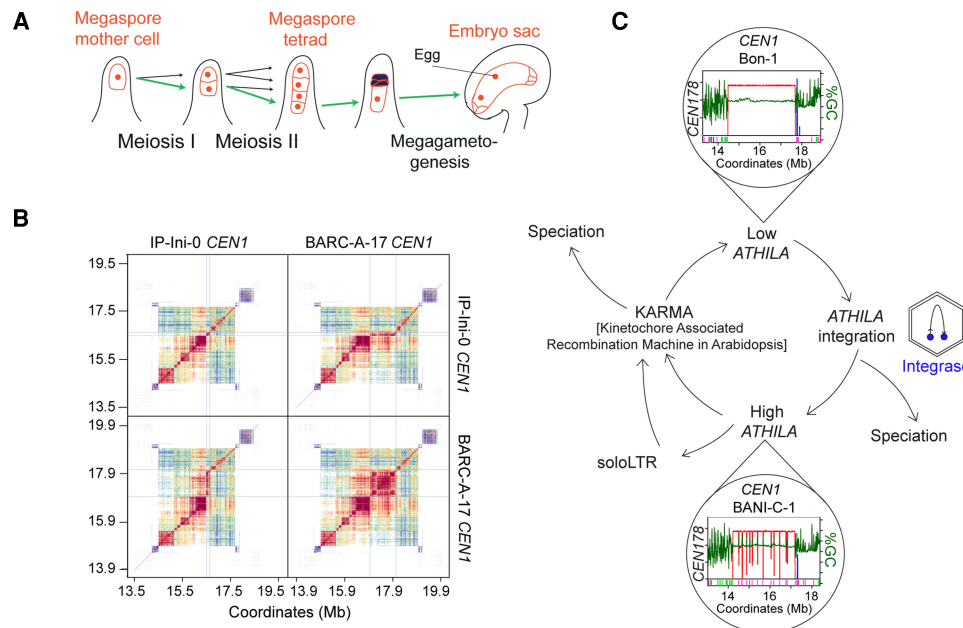 A
Megaspore
mother cell
Megaspore
tetrad
Embryo sac
Egg
Meiosis I
Meiosis II
Megagameto-
genesis
B
IP-Ini-0 CEN1
BARC-A-17 CEN1
19.5
17.5
15.5
13.5
IP-Ini-0 CEN1
19.9
17.9
15.9
13.9
BARC-A-17 CEN1
13.5 15.5 17.5 19.5 13.9 15.9 17.9 19.9
Coordinates (Mb)
C
CEN1
Bon-1
CEN178
%GC
14 16 18
Coordinates (Mb)
Low
ATHILA
Speciation
KARMA
[Kinetochore Associated
Recombination Machine in Arabidopsis]
ATHILA
integration
Integras
High
ATHILA
soloLTR
Speciation
CEN1
BANI-C-1
CEN178
%GC
14 16 18
Coordinates (Mb)